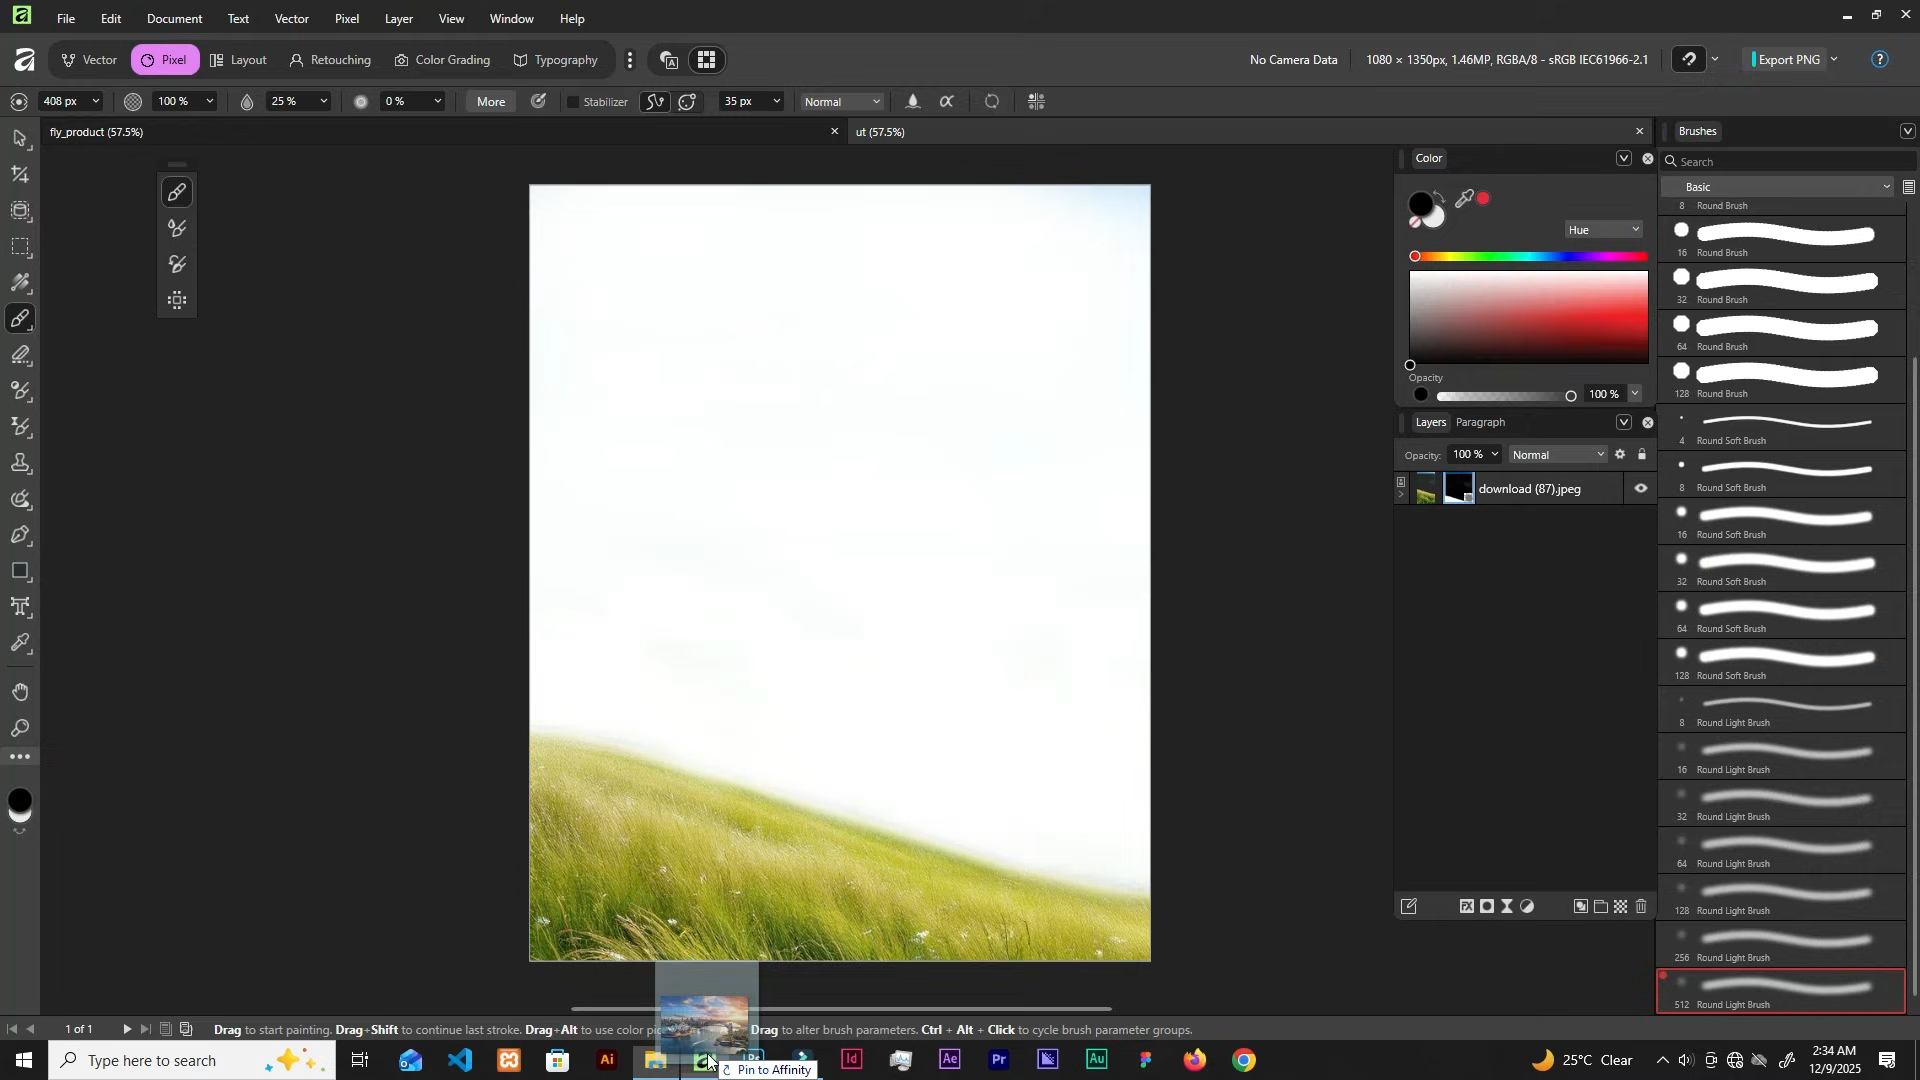 File Edit Document Text Vector Pixel Layer View Window Help
Vector Pixel Layout Retouching Color Grading Typography No Camera Data 1080 × 1350px, 1.46MP, RGBA/8 - sRGB IEC61966-2.1 Export PNG
408 px 100 % 25 % 0 % More Stabilizer 35 px Normal
fly_product (57.5%) ut (57.5%)
Brushes
Search
Basic
8 Round Brush
16 Round Brush
32 Round Brush
64 Round Brush
128 Round Brush
4 Round Soft Brush
8 Round Soft Brush
16 Round Soft Brush
32 Round Soft Brush
64 Round Soft Brush
128 Round Soft Brush
8 Round Light Brush
16 Round Light Brush
32 Round Light Brush
64 Round Light Brush
128 Round Light Brush
256 Round Light Brush
512 Round Light Brush
Color
Hue
Opacity
100 %
Layers Paragraph
Opacity: 100 % Normal
download (87).jpeg
1 of 1 Drag to start painting. Drag+Shift to continue last stroke. Drag+Alt to use color Drag to alter brush parameters. Ctrl + Alt + Click to cycle brush parameter groups.
Type here to search
Ai
Id
Ae
Pr
Au
Pin to Affinity
25°C Clear
2:34 AM
12/9/2025